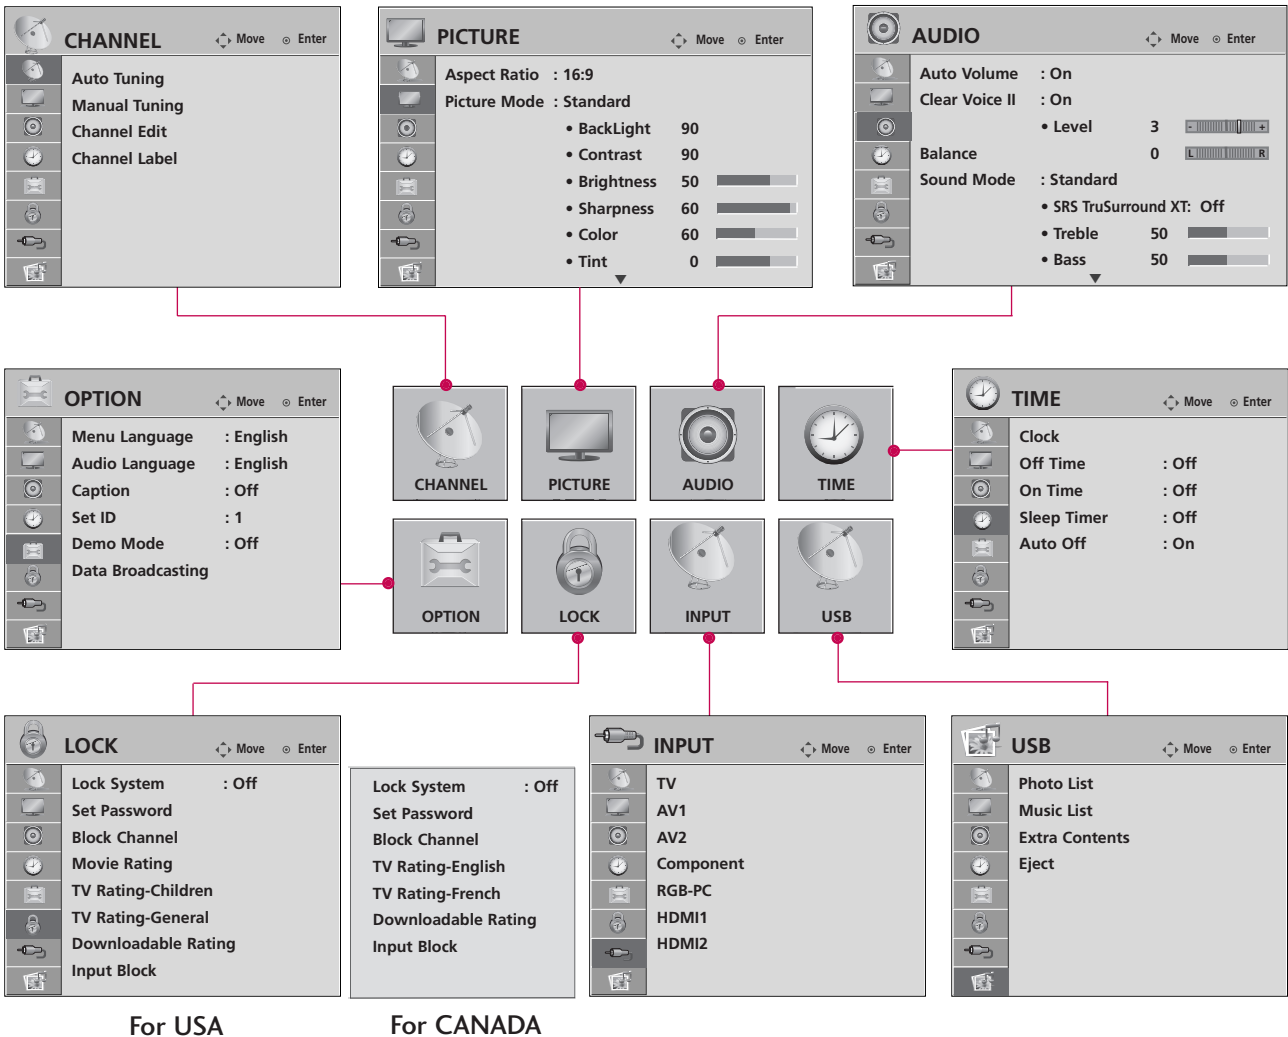 CHANNEL
Move
Enter
Auto Tuning
Manual Tuning
Channel Edit
Channel Label
PICTURE
Move
Enter
Aspect Ratio : 16:9
Picture Mode : Standard
• BackLight 90
• Contrast 90
• Brightness 50
• Sharpness 60
• Color 60
• Tint 0
AUDIO
Move
Enter
Auto Volume : On
Clear Voice II : On
• Level 3 - +
Balance 0 L R
Sound Mode : Standard
• SRS TruSurround XT: Off
• Treble 50
• Bass 50
OPTION
Move
Enter
Menu Language : English
Audio Language : English
Caption : Off
Set ID : 1
Demo Mode : Off
Data Broadcasting
CHANNEL
PICTURE
AUDIO
TIME
OPTION
LOCK
INPUT
USB
TIME
Move
Enter
Clock
Off Time : Off
On Time : Off
Sleep Timer : Off
Auto Off : On
LOCK
Move
Enter
Lock System : Off
Set Password
Block Channel
Movie Rating
TV Rating-Children
TV Rating-General
Downloadable Rating
Input Block
For USA
Lock System : Off
Set Password
Block Channel
TV Rating-English
TV Rating-French
Downloadable Rating
Input Block
For CANADA
INPUT
Move
Enter
TV
AV1
AV2
Component
RGB-PC
HDMI1
HDMI2
USB
Move
Enter
Photo List
Music List
Extra Contents
Eject